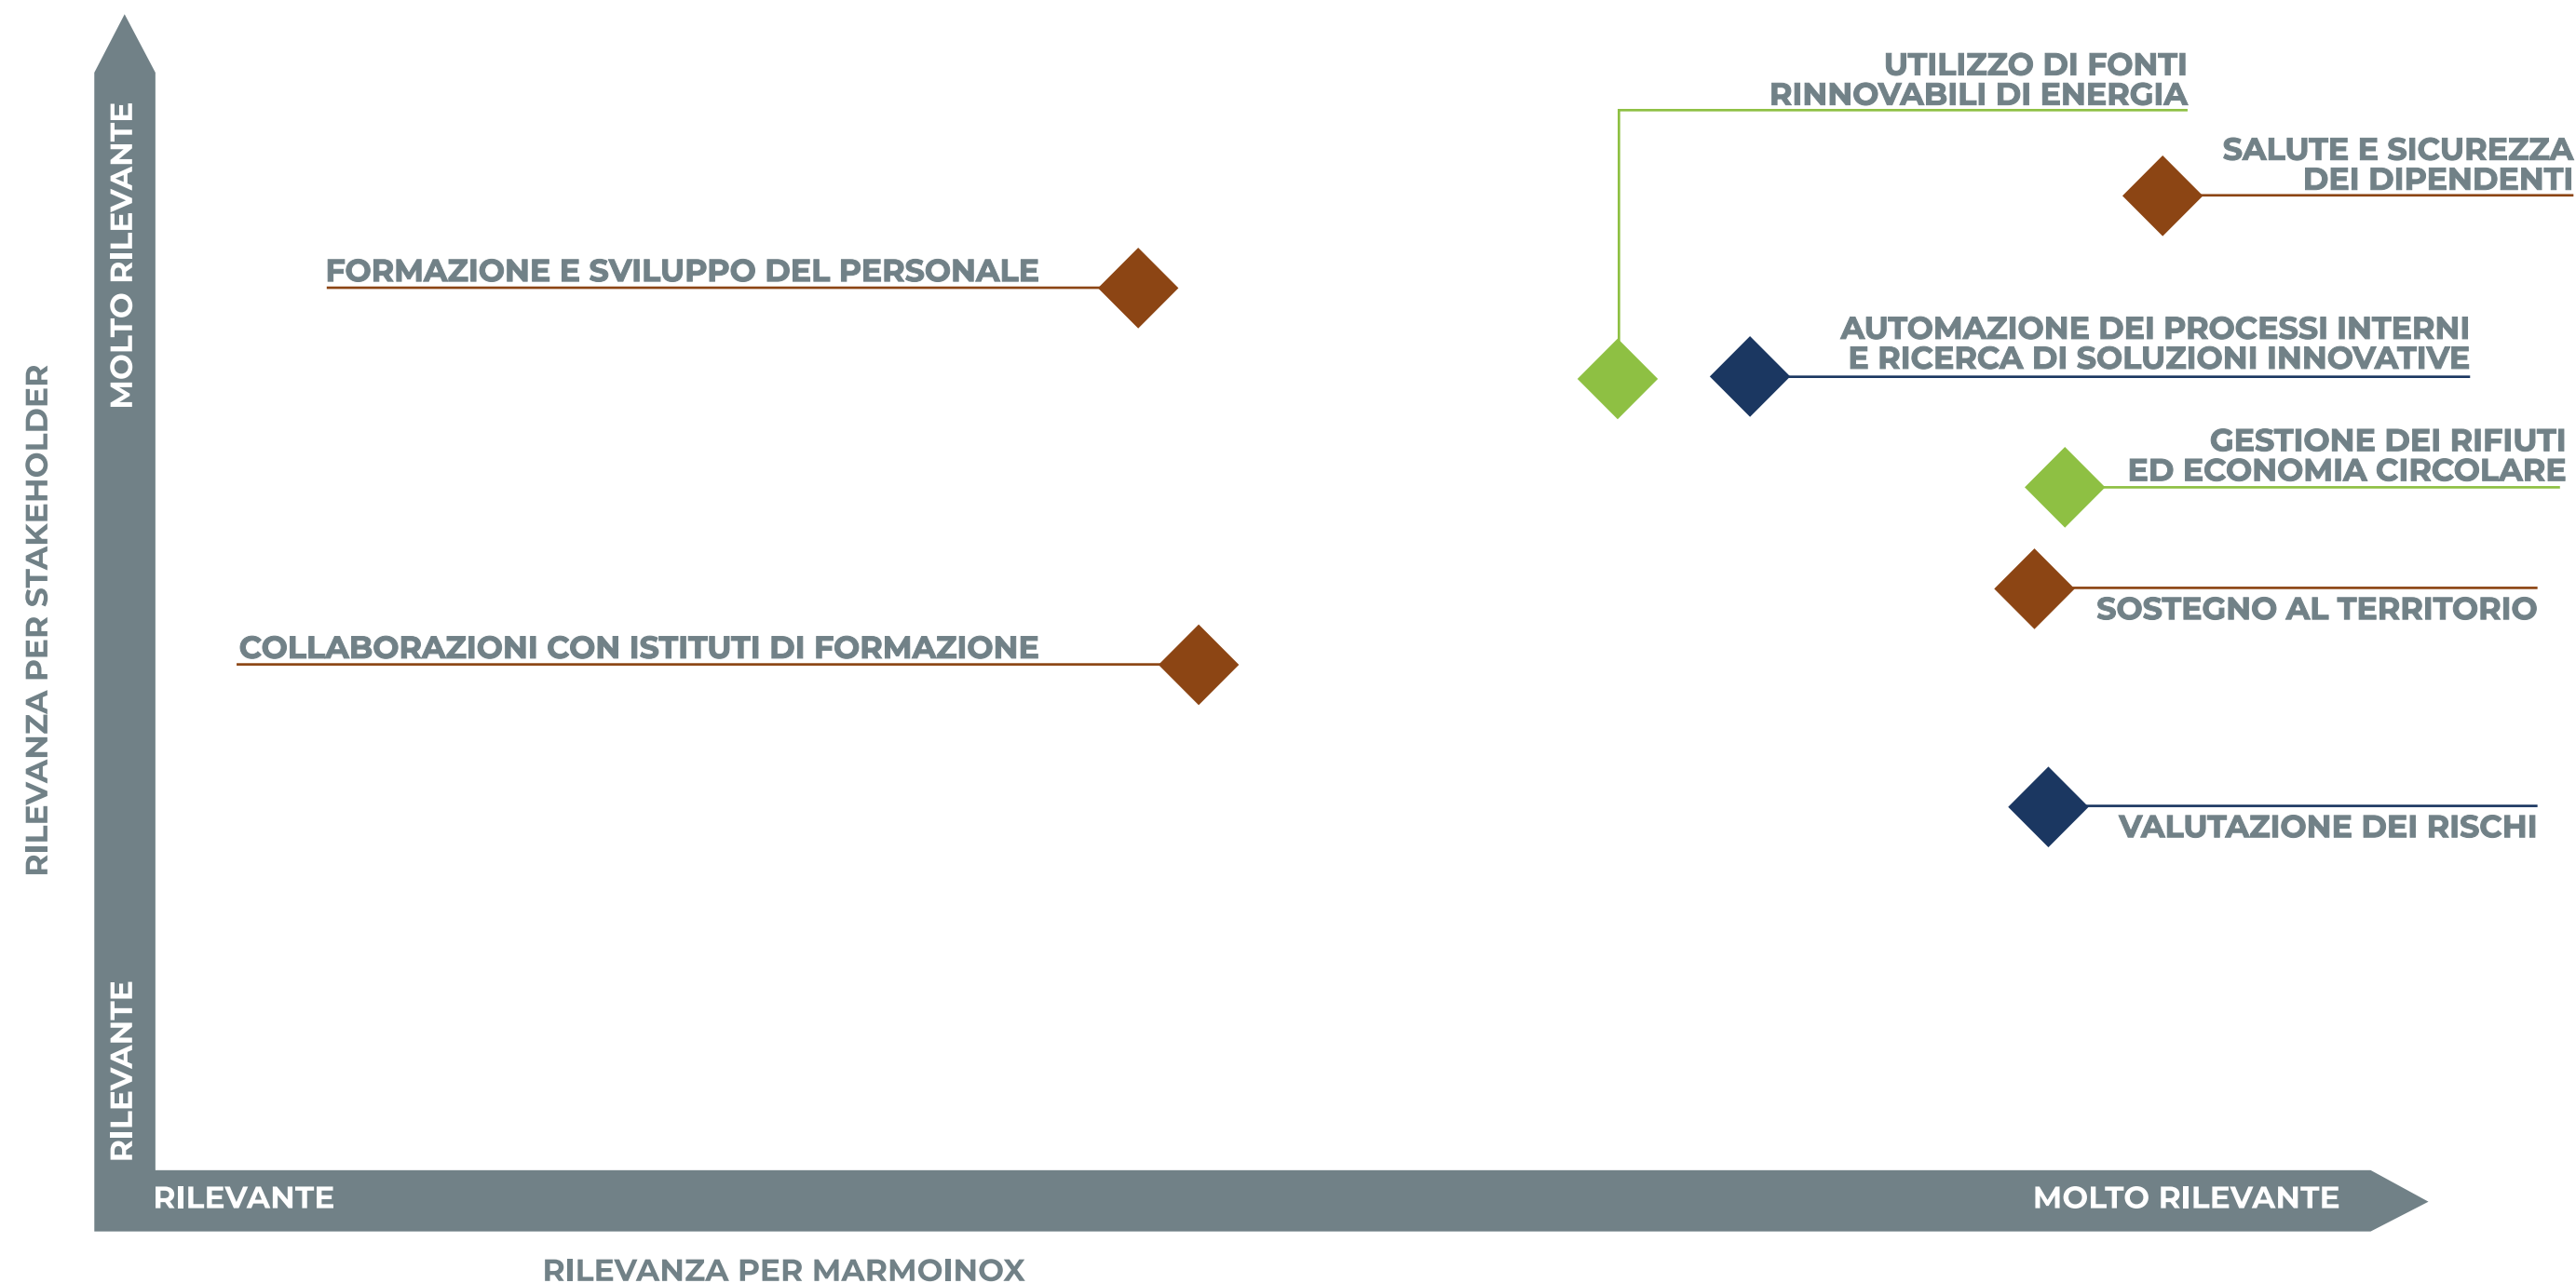 UTILIZZO DI FONTI
RINNOVABILI DI ENERGIA
SALUTE E SICUREZZA
DEI DIPENDENTI
FORMAZIONE E SVILUPPO DEL PERSONALE
AUTOMAZIONE DEI PROCESSI INTERNI
E RICERCA DI SOLUZIONI INNOVATIVE
GESTIONE DEI RIFIUTI
ED ECONOMIA CIRCOLARE
SOSTEGNO AL TERRITORIO
COLLABORAZIONI CON ISTITUTI DI FORMAZIONE
VALUTAZIONE DEI RISCHI
MOLTO RILEVANTE
RILEVANTE
RILEVANZA PER STAKEHOLDER
RILEVANTE
MOLTO RILEVANTE
RILEVANZA PER MARMOINOX